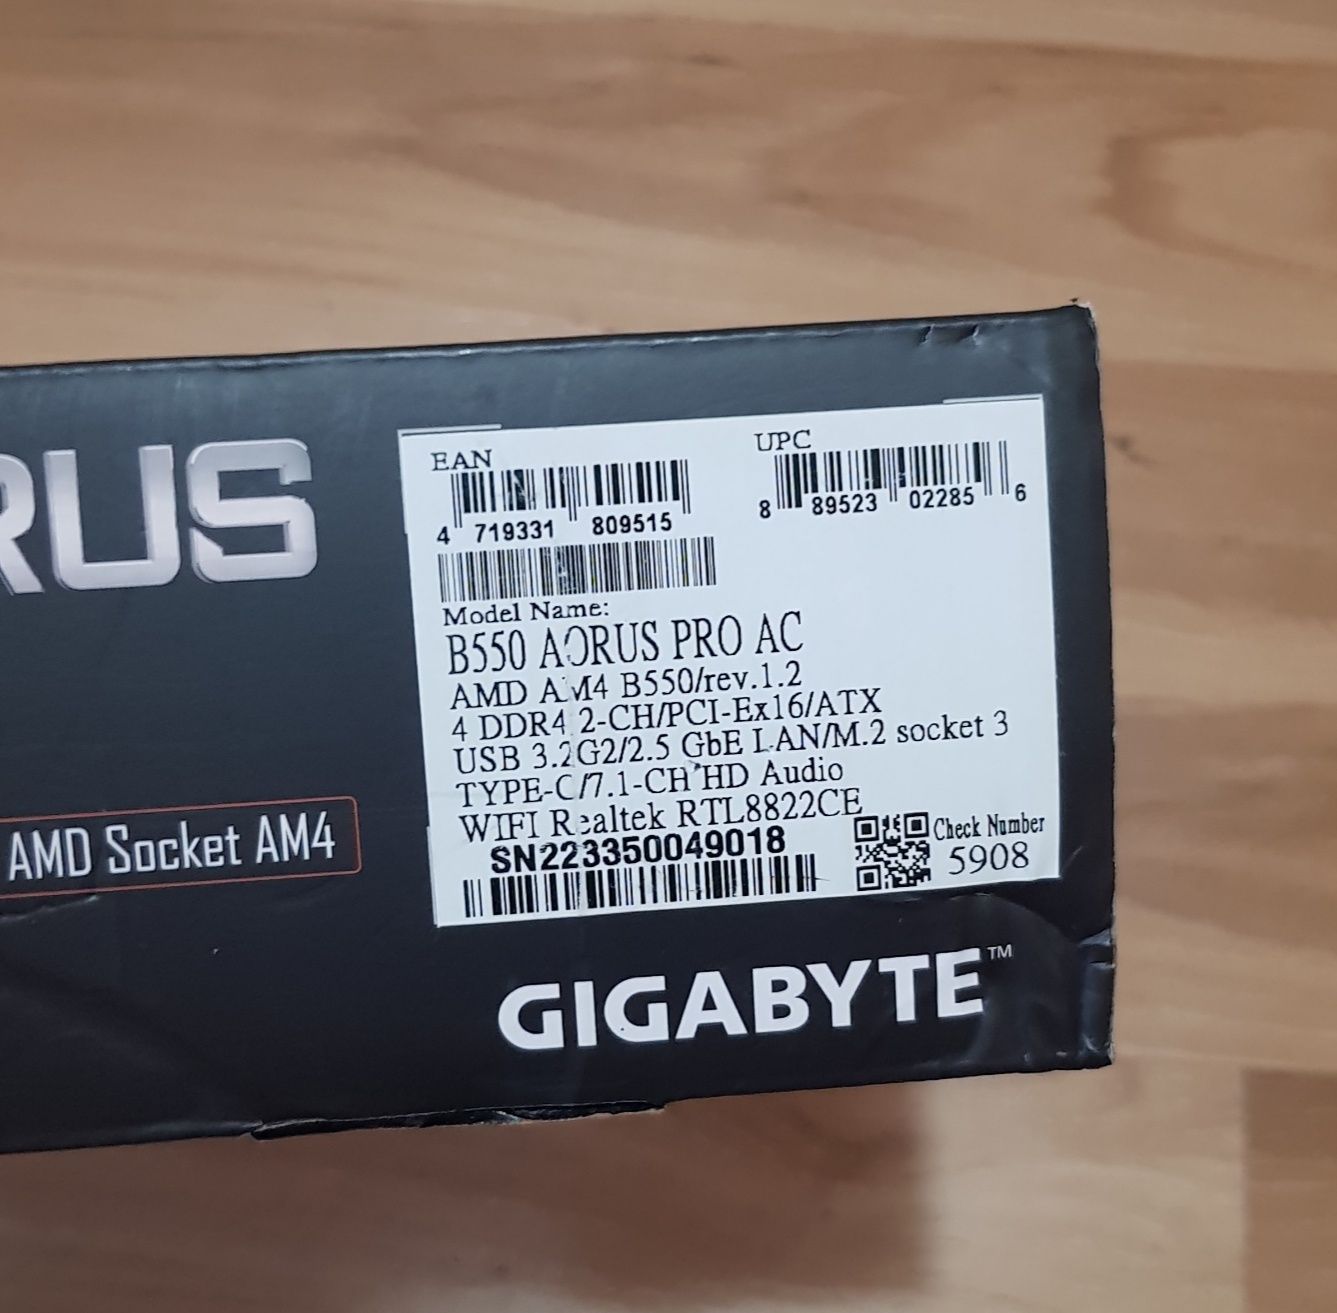 RUS
AMD Socket AM4
EAN
4 719331 809515
UPC
8 89523 02285 6
Model Name:
B550 AORUS PRO AC
AMD AM4 B550/rev.1.2
4 DDR4 2-CH/PCI-Ex16/ATX
USB 3.2G2/2.5 GbE LAN/M.2 socket 3
TYPE-C/7.1-CH HD Audio
WIFI Realtek RTL8822CE
SN223350049018
Check Number
5908
GIGABYTE™